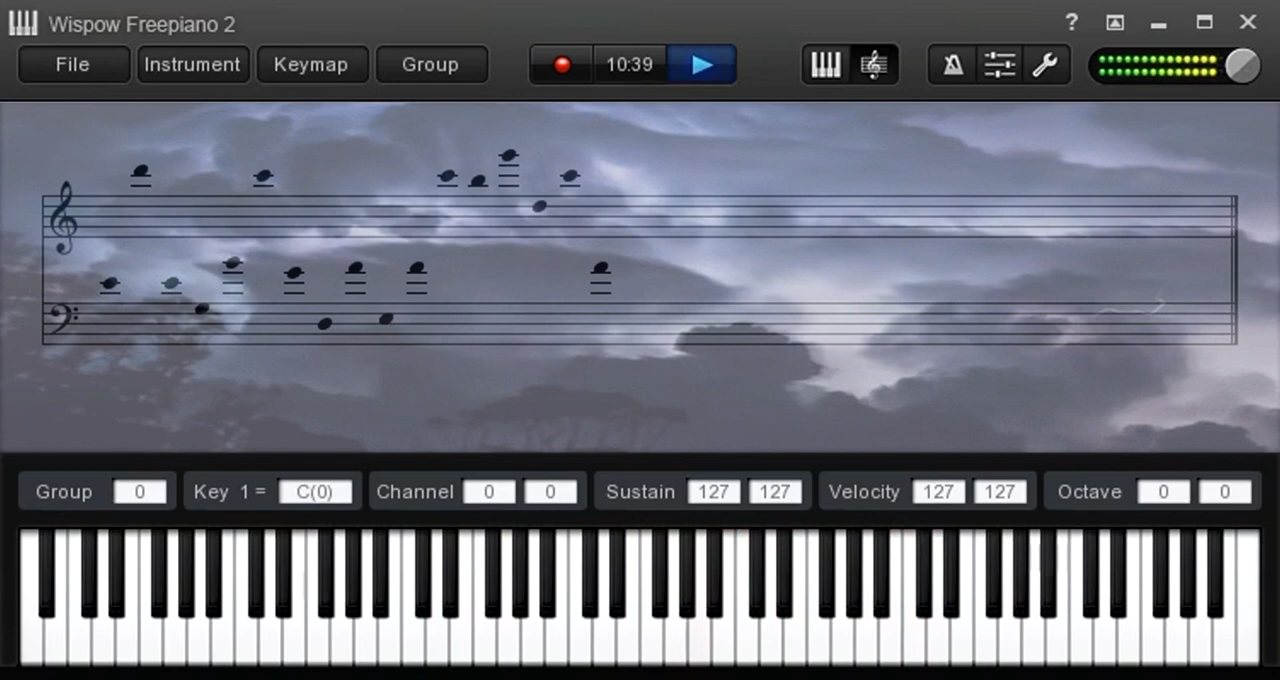 Wispow Freepiano 2
?
File Instrument Keymap Group 10:39
Group 0 Key 1 = C(0) Channel 0 0 Sustain 127 127 Velocity 127 127 Octave 0 0